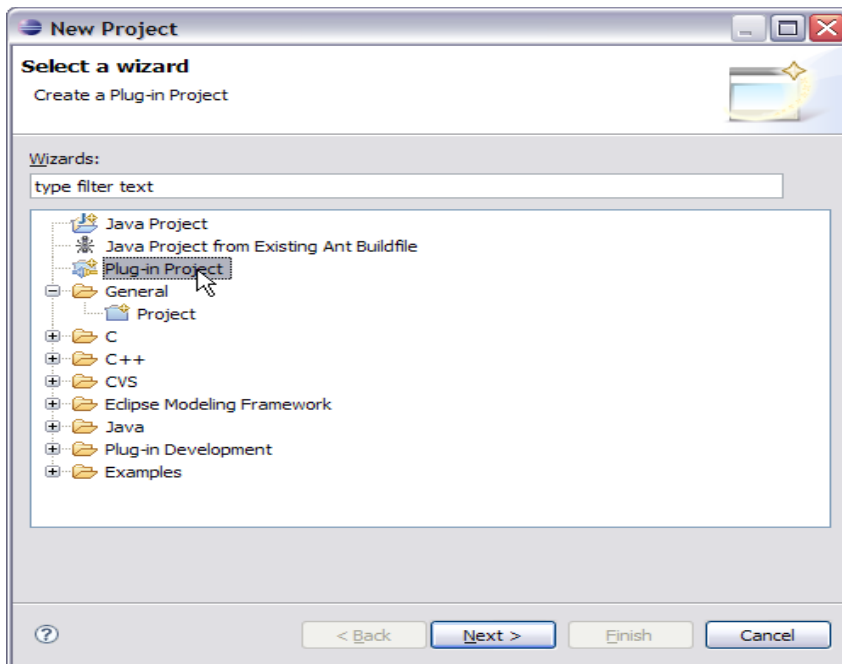 New Project
Select a wizard
Create a Plug-in Project
Wizards:
type filter text
Java Project
Java Project from Existing Ant Buildfile
Plug-in Project
General
Project
C
C++
CVS
Eclipse Modeling Framework
Java
Plug-in Development
Examples
?
< Back
Next >
Finish
Cancel